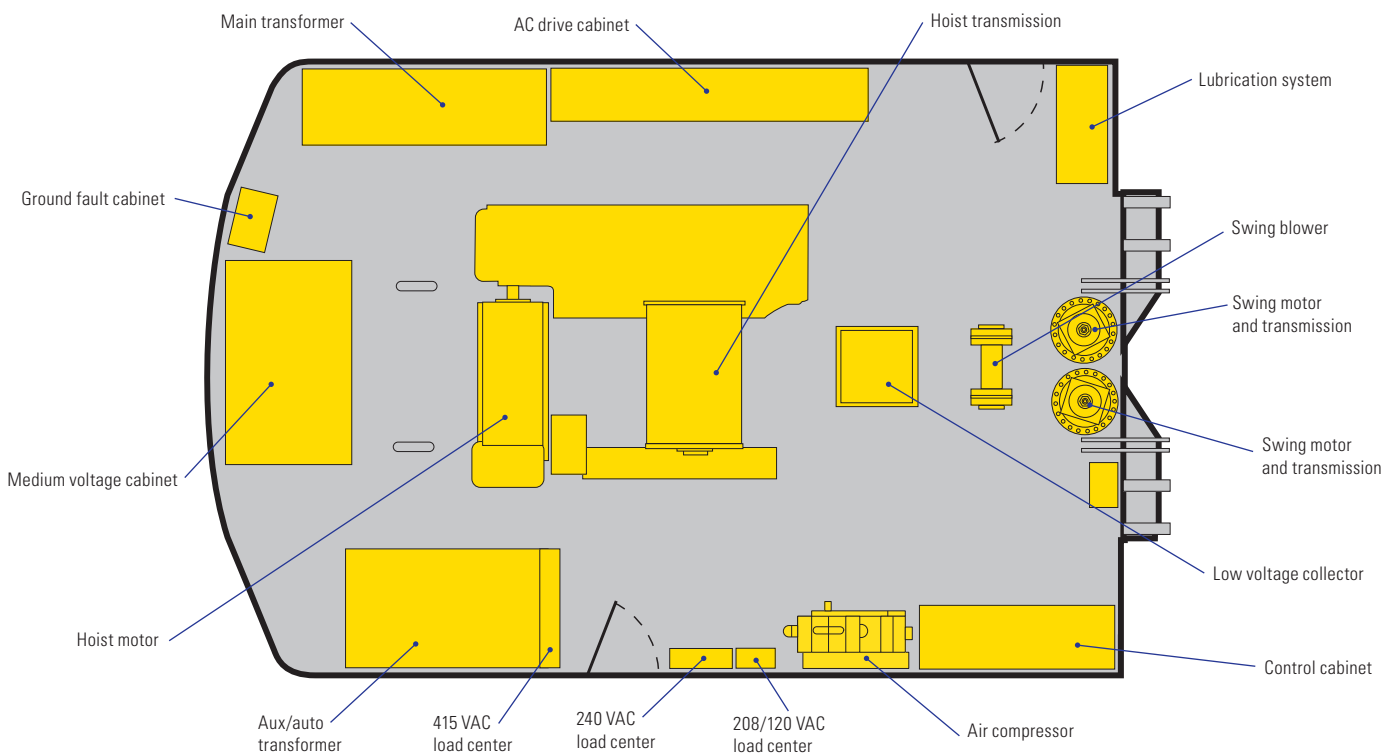 Main transformer
AC drive cabinet
Hoist transmission
Lubrication system
Ground fault cabinet
Swing blower
Swing motor
and transmission
Swing motor
and transmission
Medium voltage cabinet
Low voltage collector
Hoist motor
Control cabinet
Aux/auto
transformer
415 VAC
load center
240 VAC
load center
208/120 VAC
load center
Air compressor